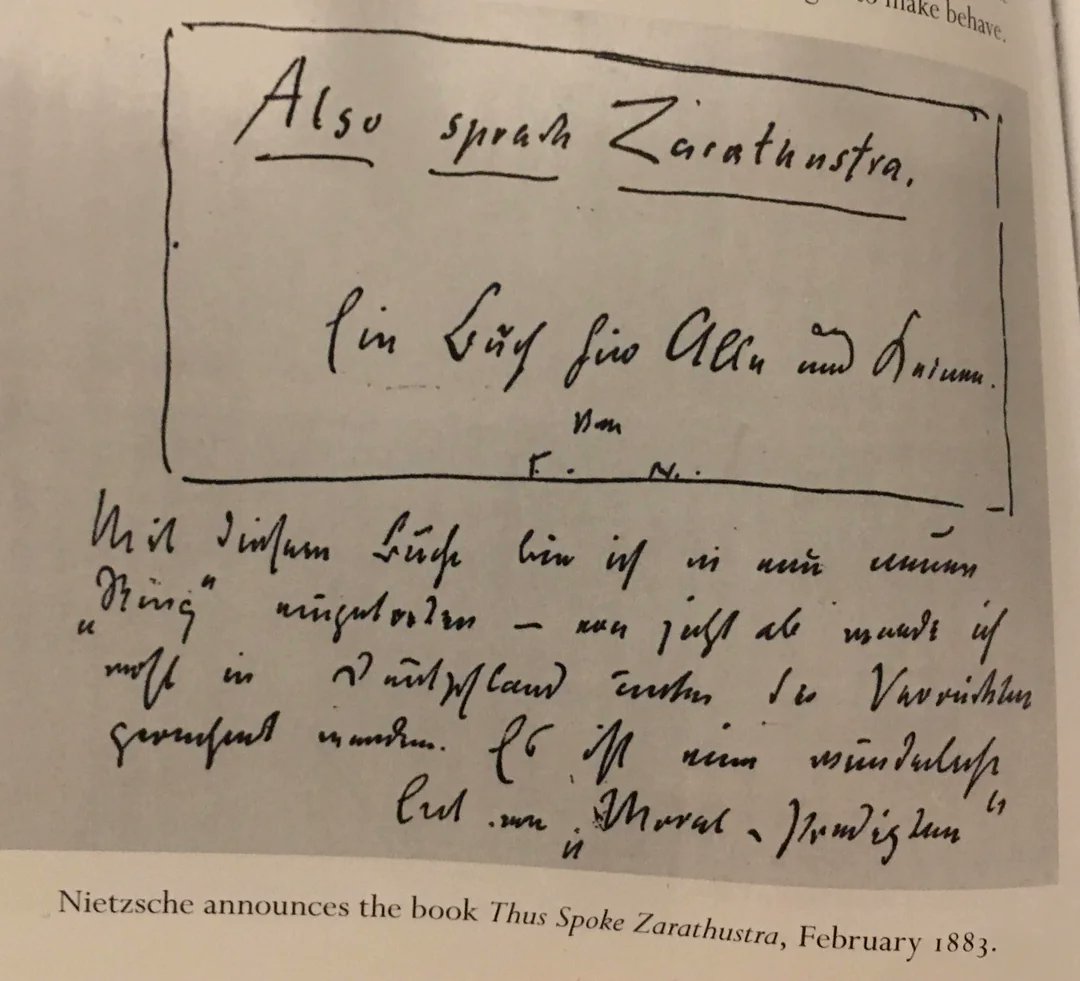 to make behave.
Also sprach Zarathustra.
Ein Buch für Alle und Keinen.
Von
F. N.
Mit diesem Buche bin ich in einen neuen
„Ring“ eingetreten – von jetzt ab werde ich
wohl in Deutschland unter die Verrückten
gerechnet werden. Es ist eine wunderliche
Art von „Moral-Predigten“
Nietzsche announces the book Thus Spoke Zarathustra, February 1883.